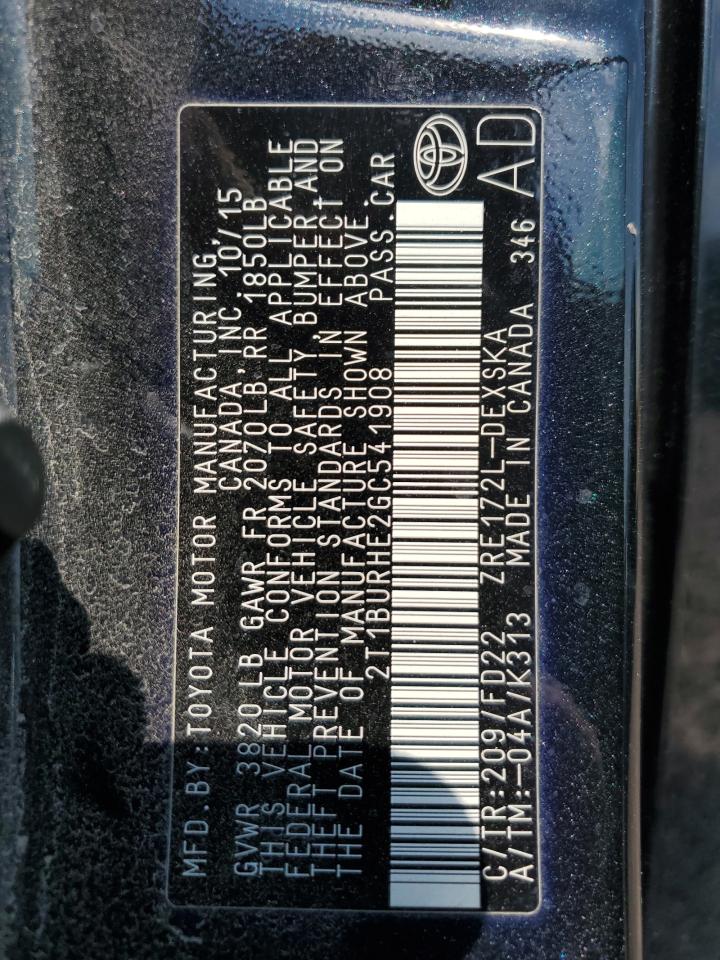 MFD.BY:TOYOTA MOTOR MANUFACTURING,
CANADA, INC. 10/15
GVWR 3820 LB GAWR FR 2070LB.RR 1850LB
THIS VEHICLE CONFORMS TO ALL APPLICABLE
FEDERAL MOTOR VEHICLE SAFETY, BUMPER AND
THEFT PREVENTION STANDARDS IN EFFECT ON
THE DATE OF MANUFACTURE SHOWN ABOVE.
2T1BURHE2GC541908 PASS.CAR
C/TR:209/FD22 ZRE172L-DEXSKA
A/TM:-04A/K313 MADE IN CANADA 346 AD